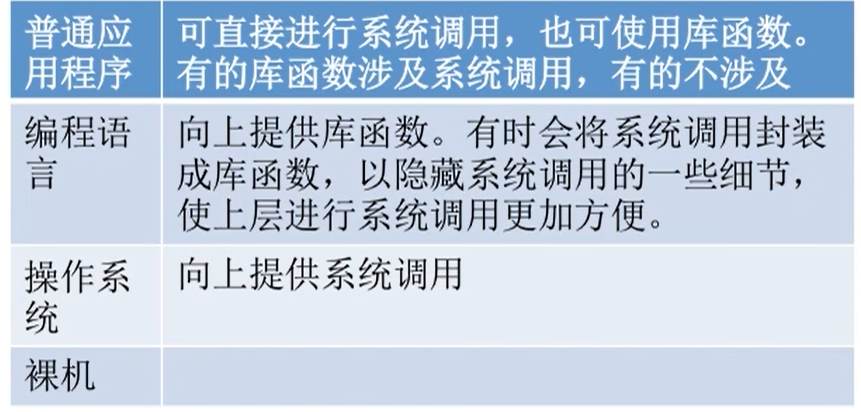 普通应
用程序
可直接进行系统调用，也可使用库函数。
有的库函数涉及系统调用，有的不涉及
编程语
言
向上提供库函数。有时会将系统调用封装
成库函数，以隐藏系统调用的一些细节，
使上层进行系统调用更加方便。
操作系
统
向上提供系统调用
裸机